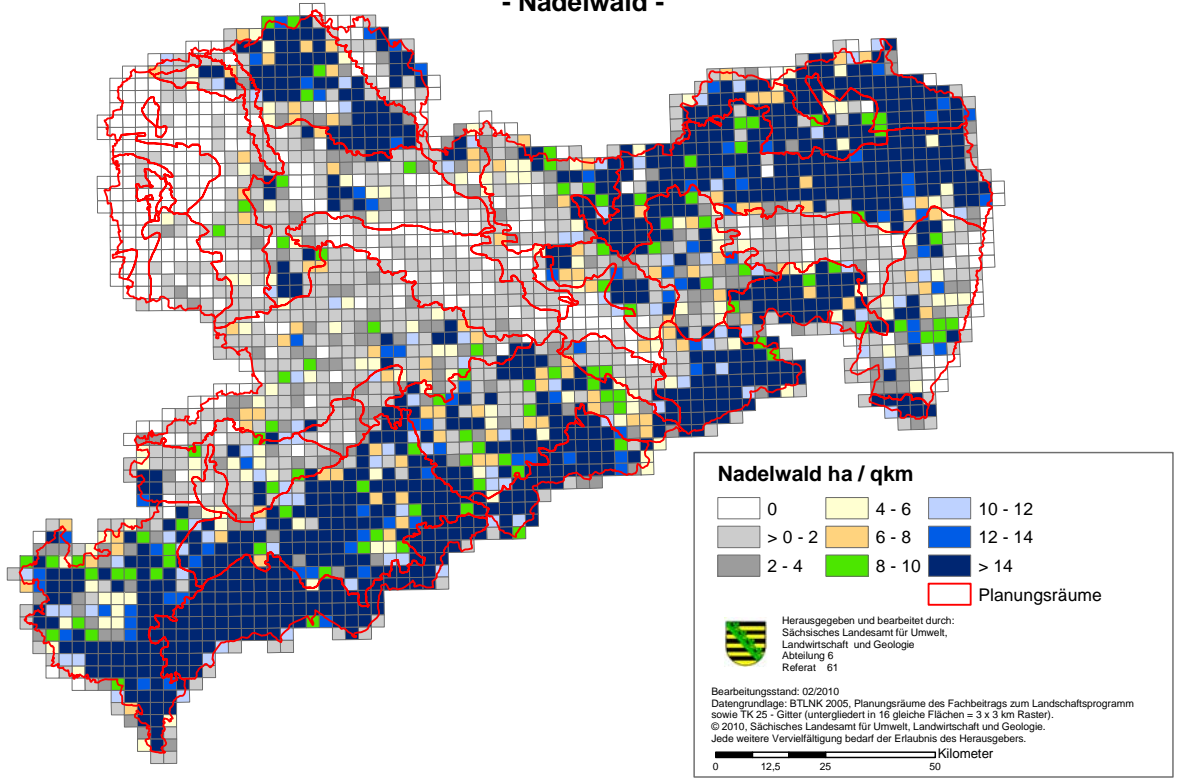 - Nadelwald -
Nadelwald ha / qkm
0
> 0 - 2
2 - 4
4 - 6
6 - 8
8 - 10
10 - 12
12 - 14
> 14
Planungsräume
Herausgegeben und bearbeitet durch:
Sächsisches Landesamt für Umwelt,
Landwirtschaft und Geologie
Abteilung 6
Referat 61
Bearbeitungsstand: 02/2010
Datengrundlage: BTLNK 2005, Planungsräume des Fachbeitrags zum Landschaftsprogramm
sowie TK 25 - Gitter (untergliedert in 16 gleiche Flächen = 3 x 3 km Raster).
© 2010, Sächisches Landesamt für Umwelt, Landwirtschaft und Geologie.
Jede weitere Vervielfältigung bedarf der Erlaubnis des Herausgebers.
Kilometer
0 12,5 25 50